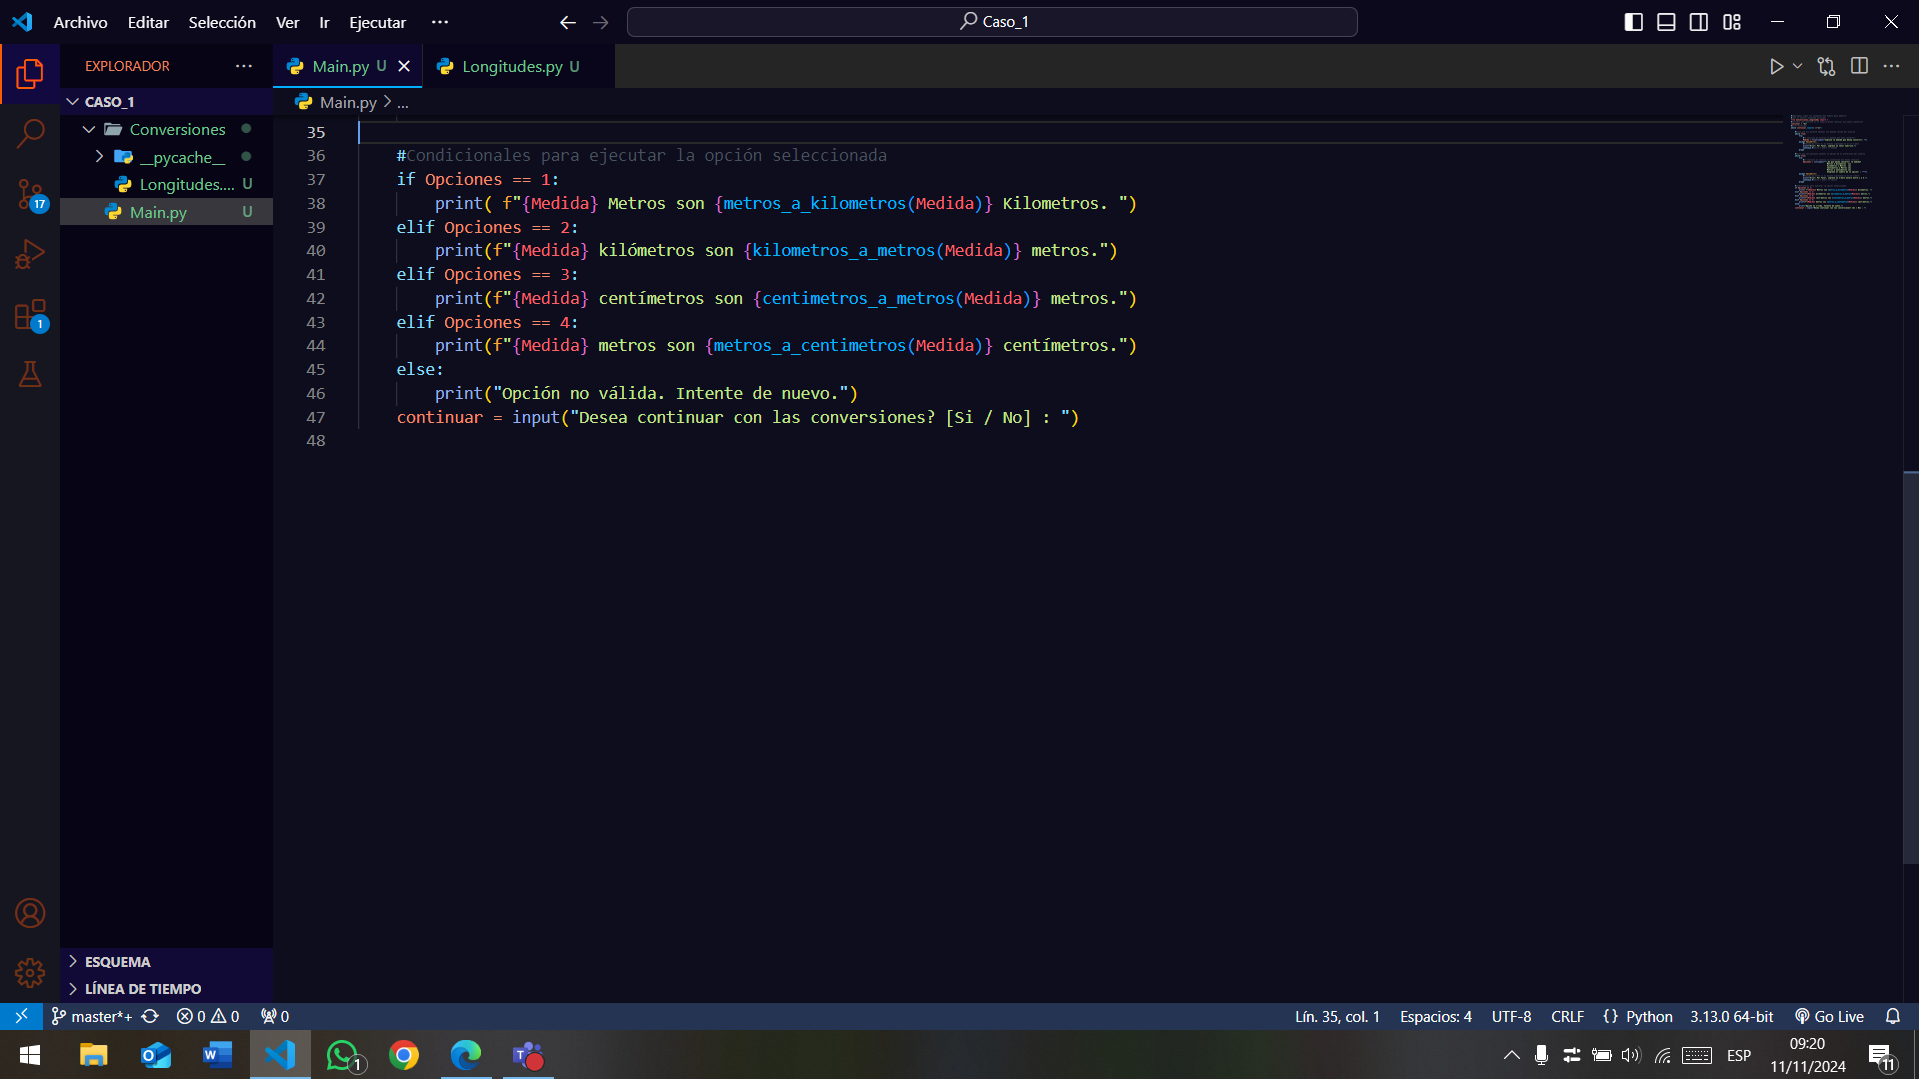 Archivo Editar Selección Ver Ir Ejecutar ... Caso_1
EXPLORADOR ...
Main.py U
Longitudes.py U
CASO_1
Main.py > ...
Conversiones
__pycache__
Longitudes.... U
Main.py U
35
36 #Condicionales para ejecutar la opción seleccionada
37 if Opciones == 1:
38 print( f"{Medida} Metros son {metros_a_kilometros(Medida)} Kilometros. ")
39 elif Opciones == 2:
40 print(f"{Medida} kilómetros son {kilometros_a_metros(Medida)} metros.")
41 elif Opciones == 3:
42 print(f"{Medida} centímetros son {centimetros_a_metros(Medida)} metros.")
43 elif Opciones == 4:
44 print(f"{Medida} metros son {metros_a_centimetros(Medida)} centímetros.")
45 else:
46 print("Opción no válida. Intente de nuevo.")
47 continuar = input("Desea continuar con las conversiones? [Si / No] : ")
48
17
1
ESQUEMA
LÍNEA DE TIEMPO
master*+ 0 0 0 Lín. 35, col. 1 Espacios: 4 UTF-8 CRLF {} Python 3.13.0 64-bit Go Live
1 ESP 09:20
11/11/2024 11